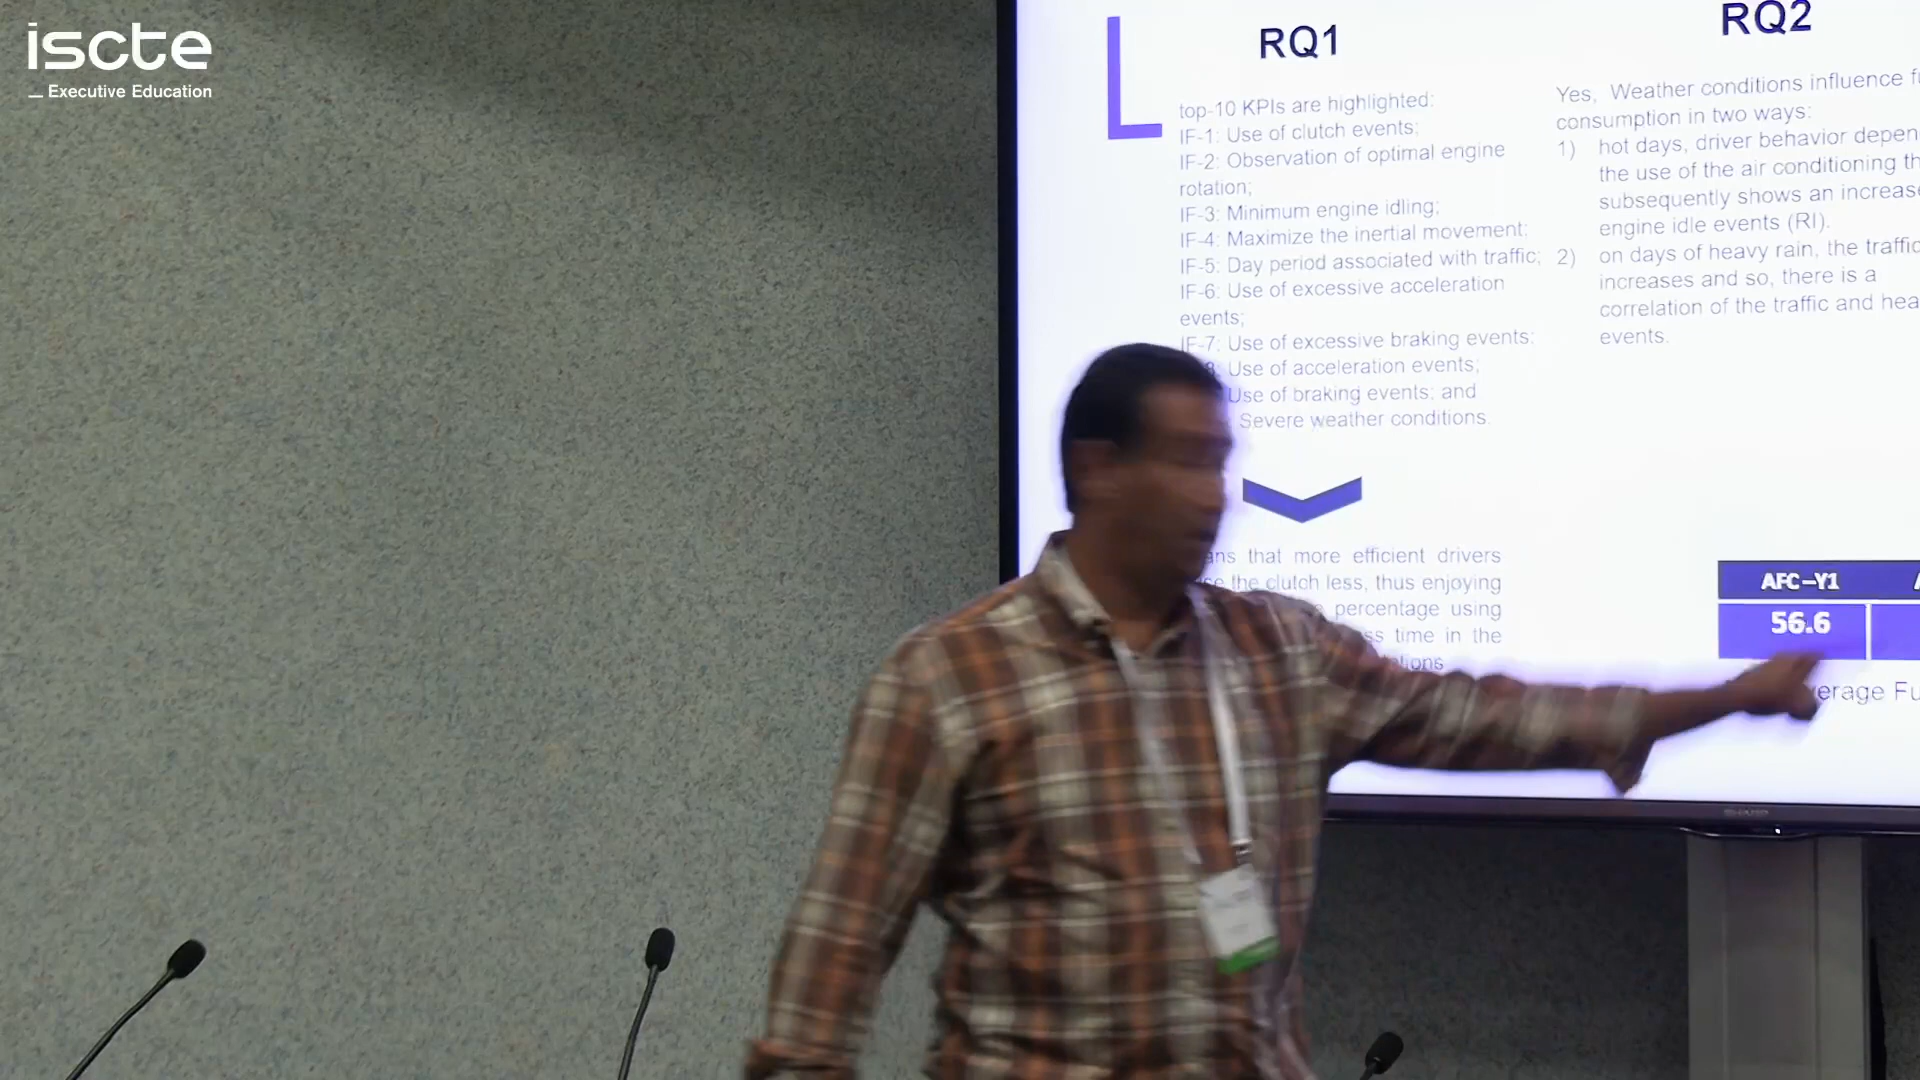 iscte
Executive Education
RQ1
top-10 KPIs are highlighted:
IF-1: Use of clutch events;
IF-2: Observation of optimal engine
rotation;
IF-3: Minimum engine idling;
IF-4: Maximize the inertial movement;
IF-5: Day period associated with traffic;
IF-6: Use of excessive acceleration
events;
IF-7: Use of excessive braking events;
Use of acceleration events;
Use of braking events; and
Severe weather conditions.
that more efficient drivers
the clutch less, thus enjoying
percentage using
time in the
RQ2
Yes, Weather conditions influence
consumption in two ways:
1) hot days, driver behavior
the use of the air conditioning
subsequently shows an
engine idle events (RI).
2) on days of heavy rain, the
increases and so, there is a
correlation of the traffic and
events.
AFC–Y1
56.6
SHARP